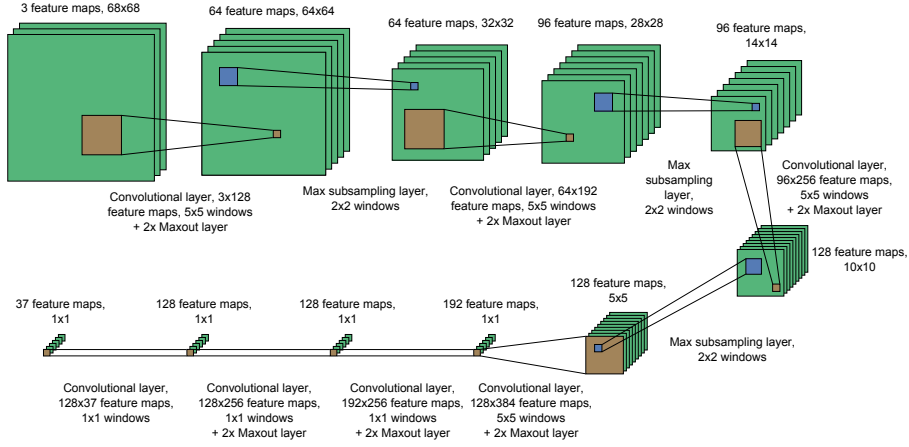 3 feature maps, 68x68
64 feature maps, 64x64
64 feature maps, 32x32
96 feature maps, 28x28
96 feature maps,
14x14
Convolutional layer, 3x128
feature maps, 5x5 windows
+ 2x Maxout layer
Max subsampling layer,
2x2 windows
Convolutional layer, 64x192
feature maps, 5x5 windows
+ 2x Maxout layer
Max
subsampling
layer,
2x2 windows
Convolutional layer,
96x256 feature maps,
5x5 windows
+ 2x Maxout layer
128 feature maps,
10x10
Max subsampling layer,
2x2 windows
128 feature maps,
5x5
192 feature maps,
1x1
128 feature maps,
1x1
128 feature maps,
1x1
37 feature maps,
1x1
Convolutional layer,
128x384 feature maps,
5x5 windows
+ 2x Maxout layer
Convolutional layer,
192x256 feature maps,
1x1 windows
+ 2x Maxout layer
Convolutional layer,
128x256 feature maps,
1x1 windows
+ 2x Maxout layer
Convolutional layer,
128x37 feature maps,
1x1 windows